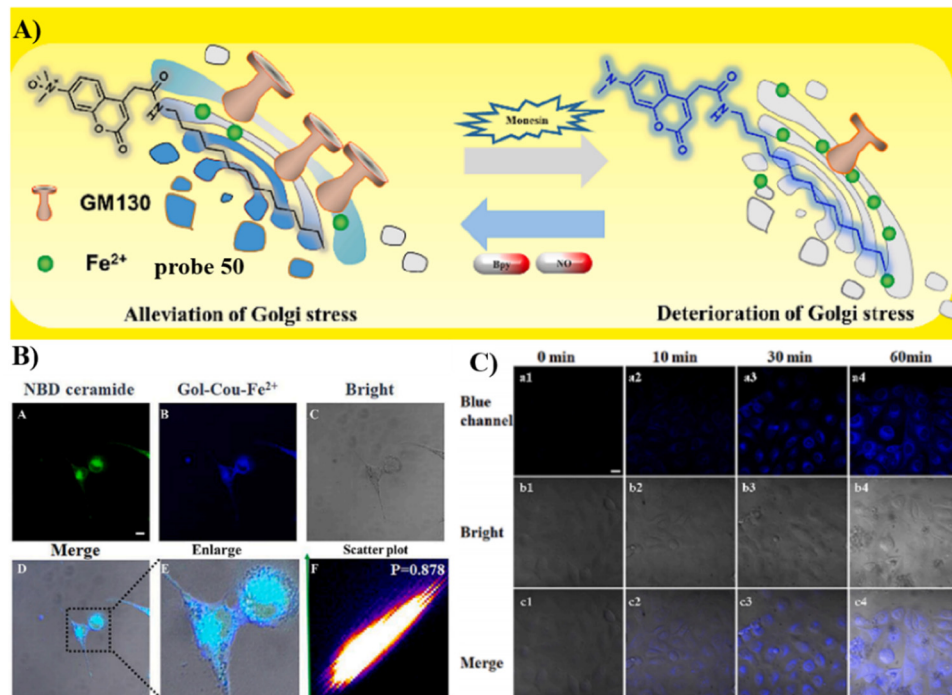 A)
O
N
+
O
O
O
N
H
Monesin
N
O
O
O
N
H
GM130
Fe2+
probe 50
Bpy
NO
Alleviation of Golgi stress
Deterioration of Golgi stress
B)
NBD ceramide
Gol-Cou-Fe2+
Bright
A
B
C
Merge
Enlarge
Scatter plot
D
E
F
P=0.878
C)
0 min
10 min
30 min
60min
Blue channel
a1
a2
a3
a4
Bright
b1
b2
b3
b4
Merge
c1
c2
c3
c4